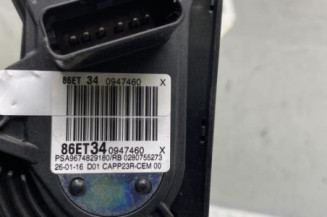 86ET 34 0947460 X
86ET34 0947460 X
PSA9674829180/RB 0280755273
26-01-16 D01 CAPP23R-CEM 00